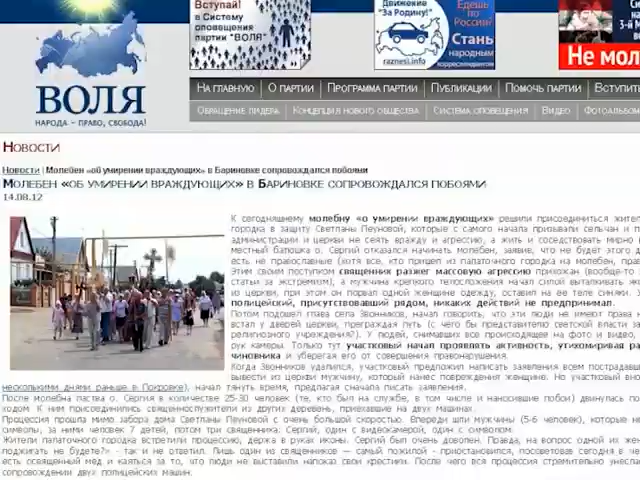 Вступай!
в Систему
оповещения
партии "ВОЛЯ"
Движение
"За Родину!"
raznesi.info
Едешь
по
России?
Стань
народным
корреспондентом
3-й М
Не мол
ВОЛЯ
НАРОДА - ПРАВО, СВОБОДА!
На главную | О партии | Программа партии | Публикации | Помочь партии | Вступить
Обращение лидера | Концепция нового общества | Система оповещения | Видео | Фотоальбом
Новости
Новости | Молебен «об умирении враждующих» в Бариновке сопровождался побоями
Молебен «об умирении враждующих» в Бариновке сопровождался побоями
14.08.12
К сегодняшнему молебну «о умирении враждующих» решили присоединиться жител
городка в защиту Светланы Пеуновой, которые с самого начала призывали сельчан и п
администрации и церкви не сеять вражду и агрессию, а жить и соседствовать мирно
местный батюшка о. Сергий отказался начинать молебен, заявив, что не будет этого д
есть не православные (хотя все, кто пришел из палаточного городка на молебен, прав
Этим своим поступком священник разжег массовую агрессию прихожан (вообще-то
статьи за экстремизм), а мужчина крепкого телосложения начал силой выталкивать
из церкви, при этом он порвал одной женщине одежду, оставил на ее теле синяки.
полицейский, присутствовавший рядом, никаких действий не предпринимал.
Потом подошел глава села Звонников, начал говорить, что эти люди не имеют права н
встал у дверей церкви, преграждая путь (с чего бы представителю светской власти за
религиозного учреждения?). У людей, снимавших все происходящее на фото и видео,
рук камеры. Только тут участковый начал проявлять активность, утихомиривая ра
чиновника и уберегая его от совершения правонарушения.
Когда Звонников удалился, участковый предложил написать заявления всем пострадавш
вывести из церкви мужчину, который нанес повреждения женщине. Но участковый вно
несколькими днями раньше в Покровке), начал тянуть время, предлагая сначала писать заявления.
После молебна паства о. Сергия в количестве 25-30 человек (те, кто был на службе, в том числе и наносившие побои) двинулась по
ходом. К ним присоединились священнослужители из других деревень, приехавшие на двух машинах.
Процессия прошла мимо забора дома Светланы Пеуновой с очень большой скоростью. Впереди шли мужчины (5-6 человек), которые не
символы, за ними человек 7 детей, потом три священника: один, Сергий, с видеокамерой, один с символом.
Жители палаточного городка встретили процессию, держа в руках иконы. Сергий был очень доволен. Правда, на вопрос одной из жен
поджигать не будете?» - так и не ответил. Лишь один из священников — самый пожилой - приостановился, посоветовав сегодня в че
есть освященный мед и каяться за то, что люди не выставили напоказ свои крестики. После чего вся процессия стремительно унесла
сопровождении двух полицейских машин.